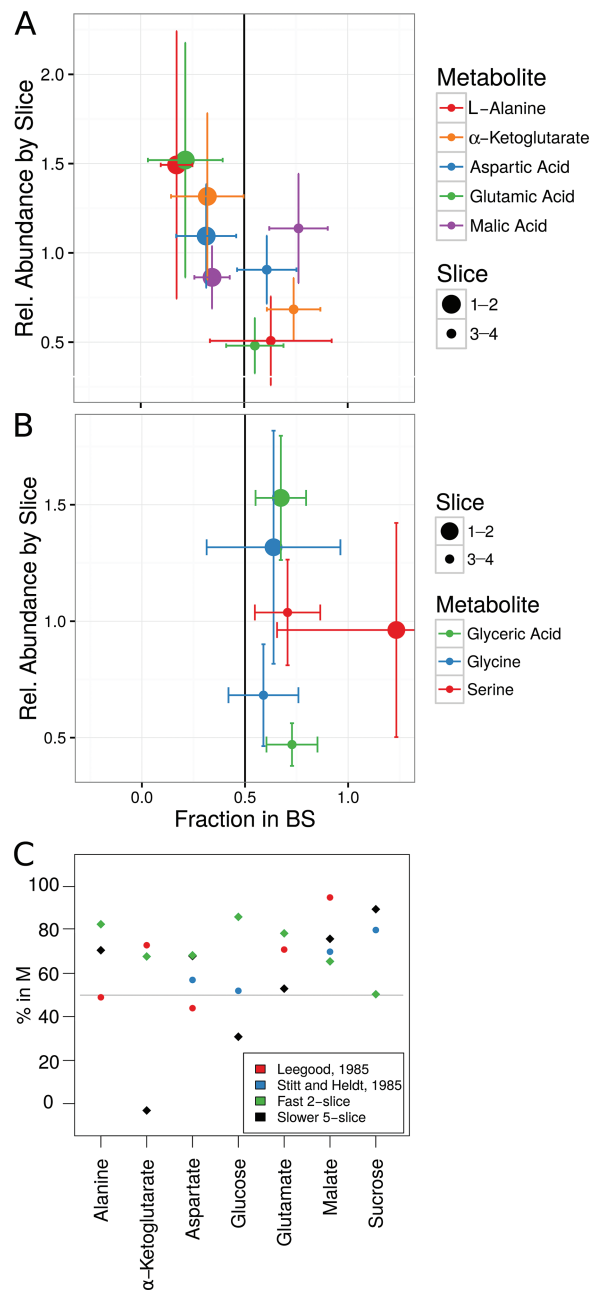 A
Rel. Abundance by Slice
2.0
1.5
1.0
0.5
Metabolite
L−Alanine
α−Ketoglutarate
Aspartic Acid
Glutamic Acid
Malic Acid
Slice
1−2
3−4
B
Rel. Abundance by Slice
1.5
1.0
0.5
0.0 0.5 1.0
Fraction in BS
Slice
1−2
3−4
Metabolite
Glyceric Acid
Glycine
Serine
C
% in M
100
80
60
40
20
0
Leegood, 1985
Stitt and Heldt, 1985
Fast 2−slice
Slower 5−slice
Alanine
α−Ketoglutarate
Aspartate
Glucose
Glutamate
Malate
Sucrose